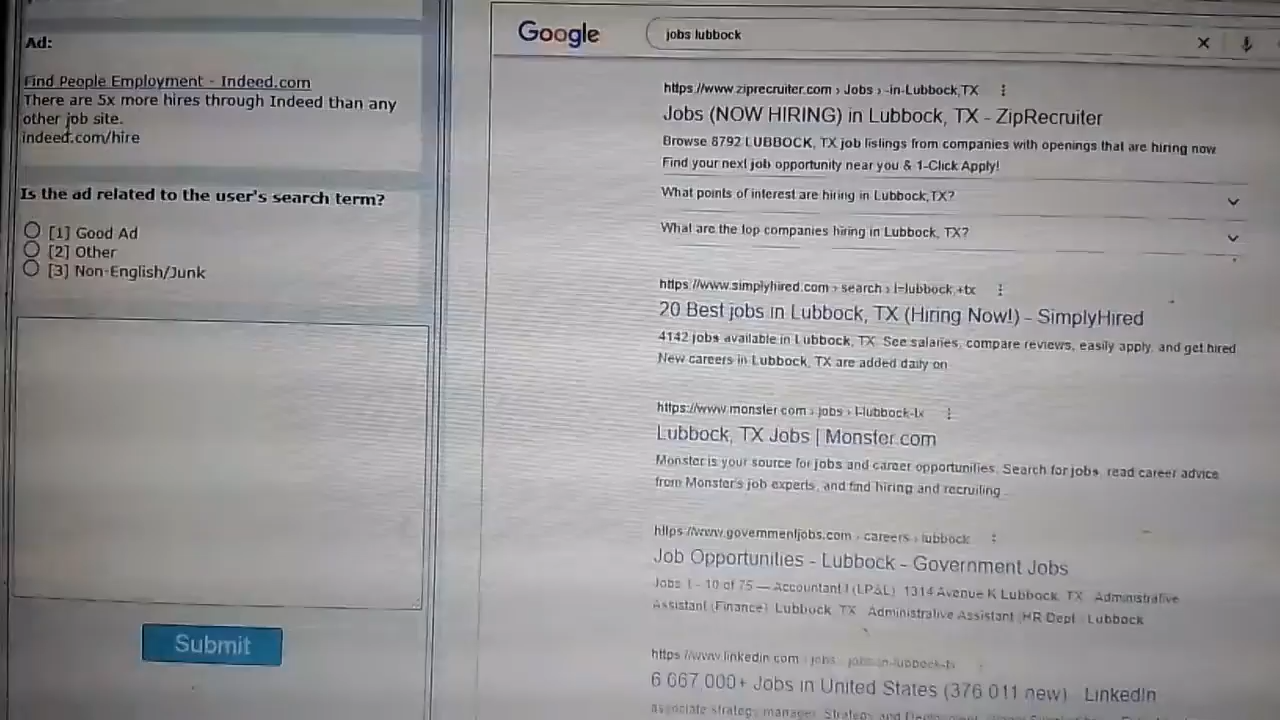 Ad:
Find People Employment - Indeed.com
There are 5x more hires through Indeed than any
other job site.
indeed.com/hire
Is the ad related to the user's search term?
[1] Good Ad
[2] Other
[3] Non-English/Junk
Submit
Google
jobs lubbock
https://www.ziprecruiter.com › Jobs › -in-Lubbock,TX
Jobs (NOW HIRING) in Lubbock, TX - ZipRecruiter
Browse 8792 LUBBOCK, TX job listings from companies with openings that are hiring now
Find your next job opportunity near you & 1-Click Apply!
What points of interest are hiring in Lubbock,TX?
What are the top companies hiring in Lubbock, TX?
https://www.simplyhired.com › search › l=lubbock,+tx
20 Best jobs in Lubbock, TX (Hiring Now!) - SimplyHired
4142 jobs available in Lubbock, TX. See salaries, compare reviews, easily apply, and get hired
New careers in Lubbock, TX are added daily on
https://www.monster.com › jobs › l-lubbock-tx
Lubbock, TX Jobs | Monster.com
Monster is your source for jobs and career opportunities. Search for jobs, read career advice
from Monster's job experts, and find hiring and recruiling
https://www.governmentjobs.com › careers › lubbock
Job Opportunities - Lubbock - Government Jobs
Jobs 1 - 10 of 75 — Accountant I (LP&L) 1314 Avenue K Lubbock, TX Administrative
Assistant (Finance) Lubbock, TX Administrative Assistant (HR Dept Lubbock
https://www.linkedin.com › jobs › jobs-in-lubbock-tx
6,667,000+ Jobs in United States (376,011 new) LinkedIn
associate strategy manager, Strategy and